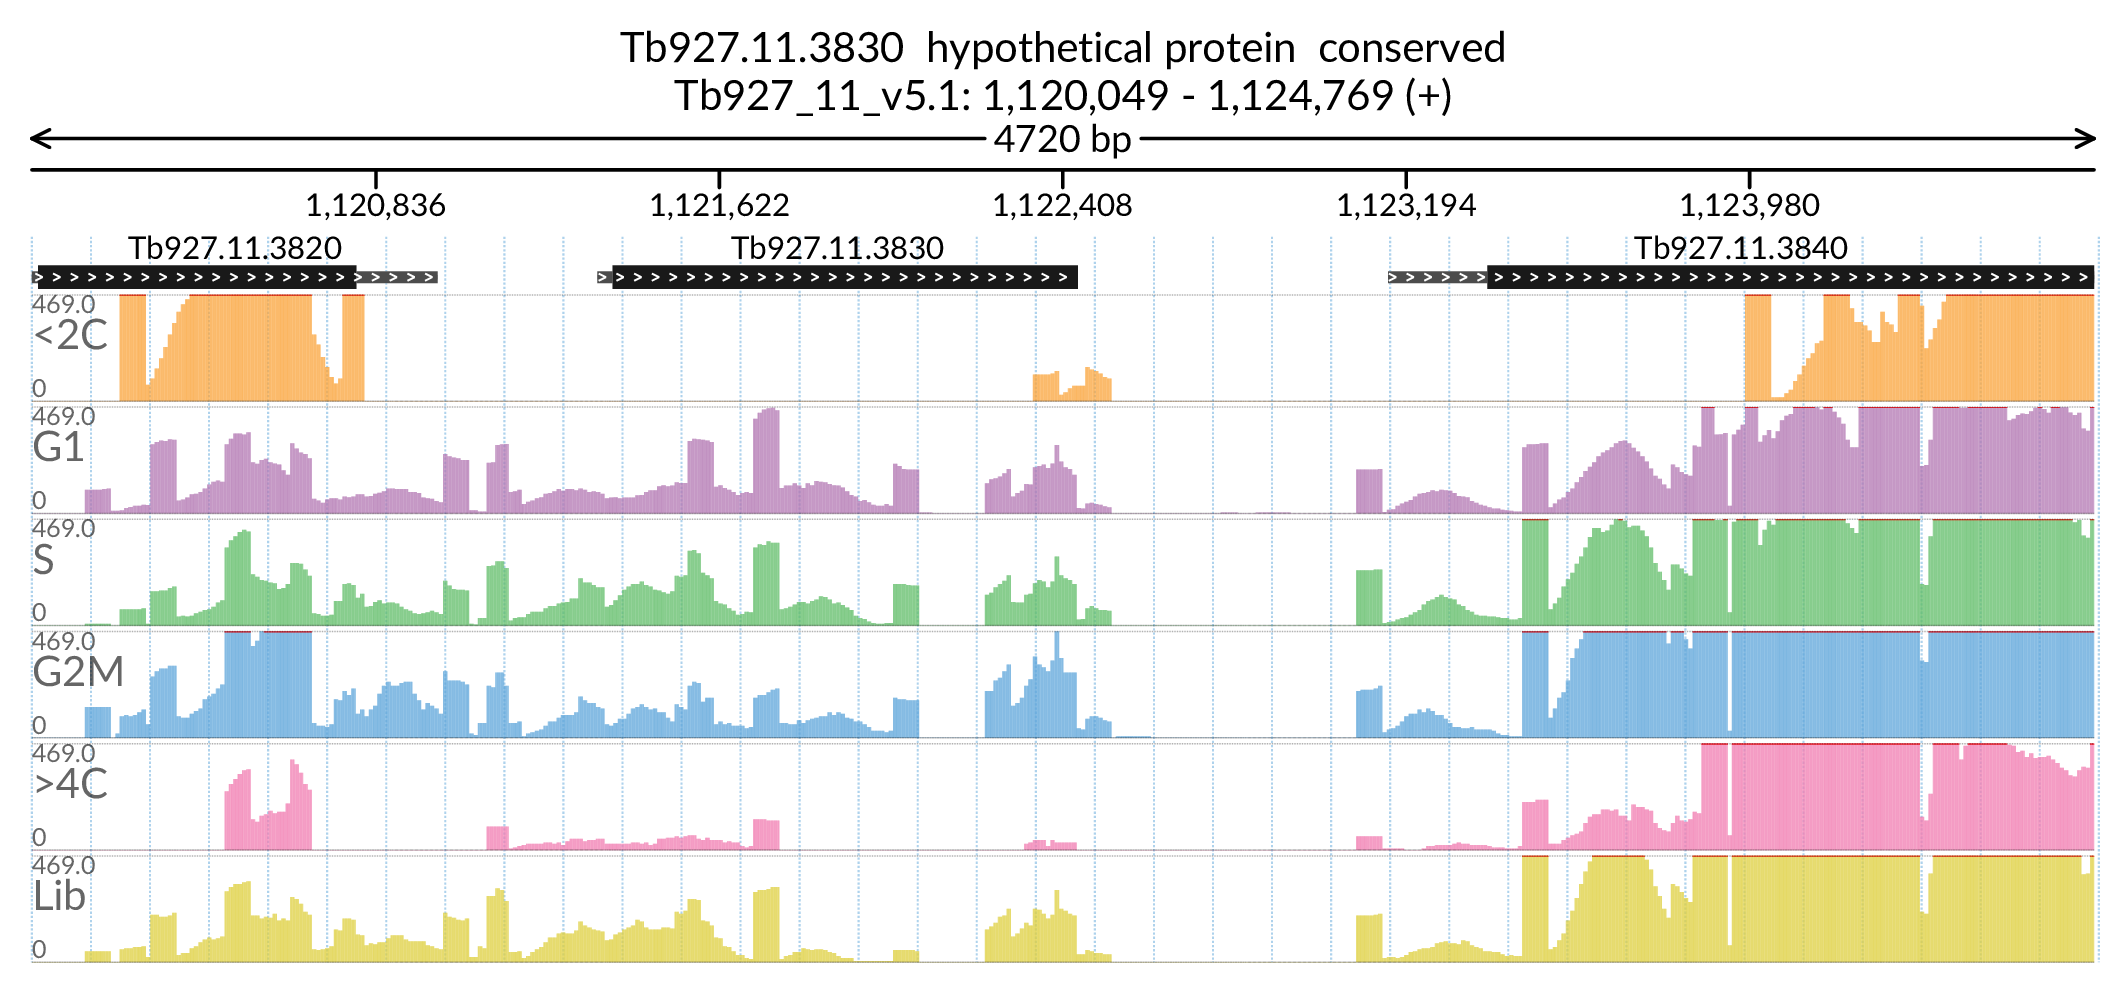 Tb927.11.3830 hypothetical protein conserved
Tb927_11_v5.1: 1,120,049 - 1,124,769 (+)
4720 bp
1,120,836 1,121,622 1,122,408 1,123,194 1,123,980
Tb927.11.3820 Tb927.11.3830 Tb927.11.3840
469.0
<2C
0
469.0
G1
0
469.0
S
0
469.0
G2M
0
469.0
>4C
0
469.0
Lib
0